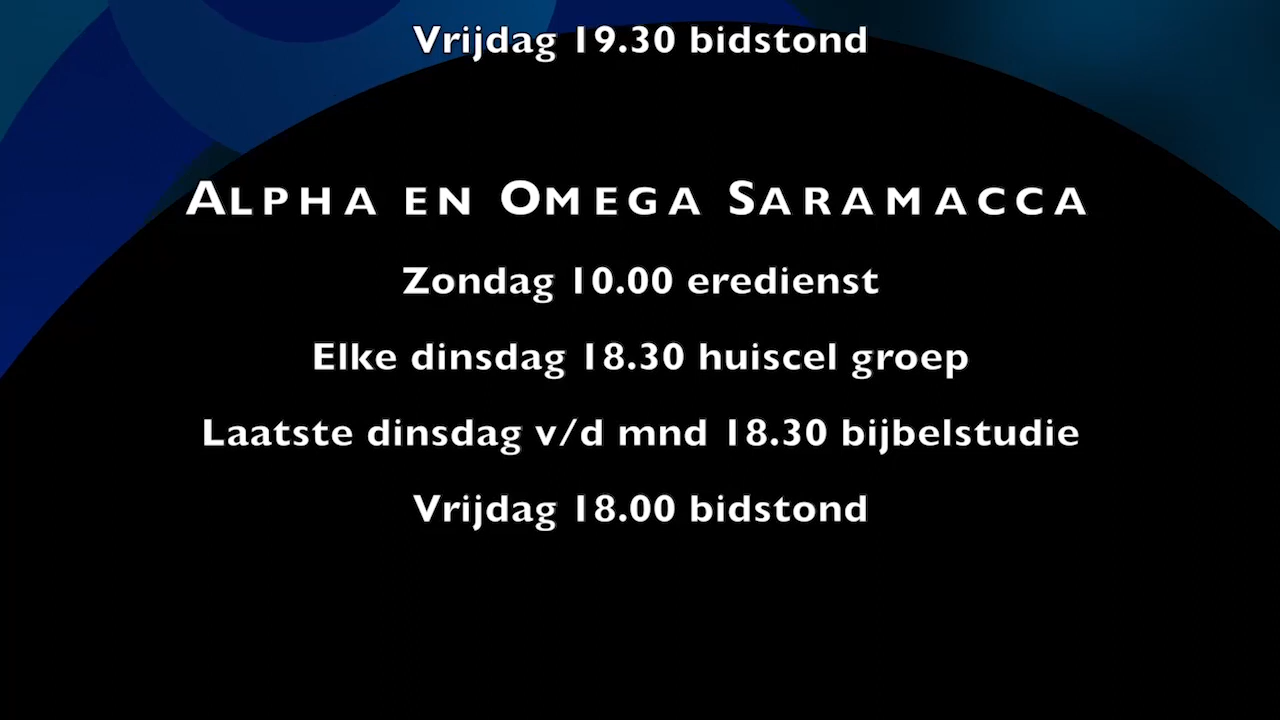 Vrijdag 19.30 bidstond
Alpha en Omega Saramacca
Zondag 10.00 eredienst
Elke dinsdag 18.30 huiscel groep
Laatste dinsdag v/d mnd 18.30 bijbelstudie
Vrijdag 18.00 bidstond